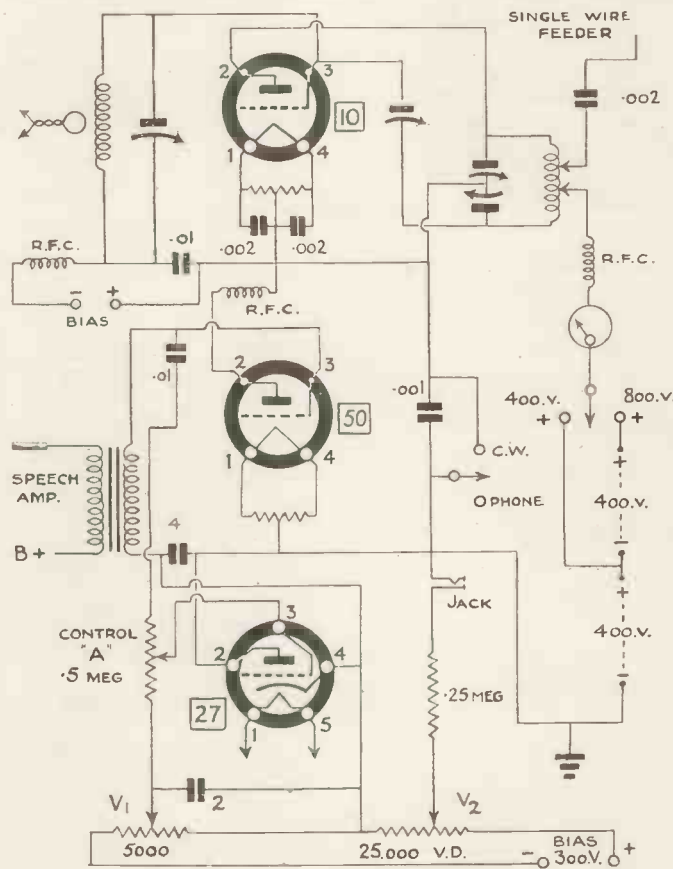 SINGLE WIRE
FEEDER
.002
2 3
10
1 4
.002 .002
R.F.C.
.01
- +
BIAS
R.F.C.
R.F.C.
.01
2 3
50
1 4
.001
400.V.
+
800.V.
+
C.W.
PHONE
+
400.V.
-
+
400.V.
-
SPEECH
AMP.
B +
4
JACK
CONTROL
"A"
.5 MEG
3
2 4
27
1 5
.25 MEG
V1
2
V2
5000
25.000 V.D.
BIAS
- 300.V. +